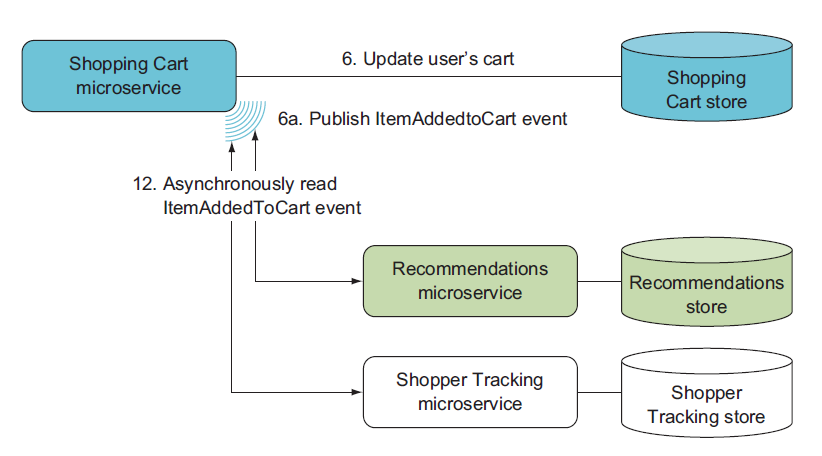 Shopping Cart
microservice
6. Update user's cart
Shopping
Cart store
6a. Publish ItemAddedtoCart event
12. Asynchronously read
ItemAddedToCart event
Recommendations
microservice
Recommendations
store
Shopper Tracking
microservice
Shopper
Tracking store